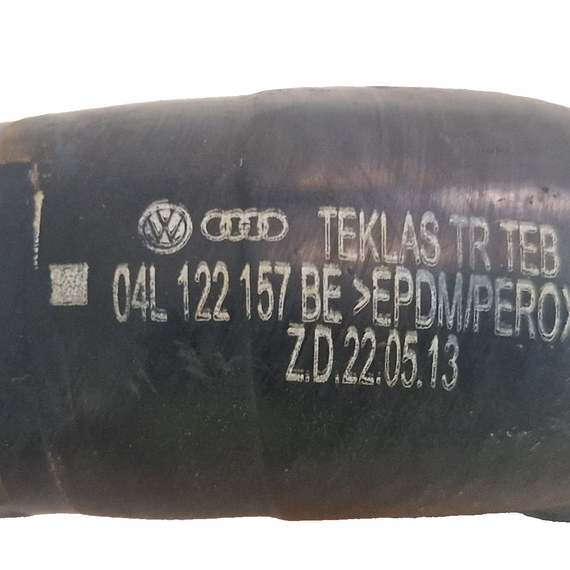 TEKLAS TR TEB
04L 122 157 BE >EPDM/PEROX
Z.D.22.05.13